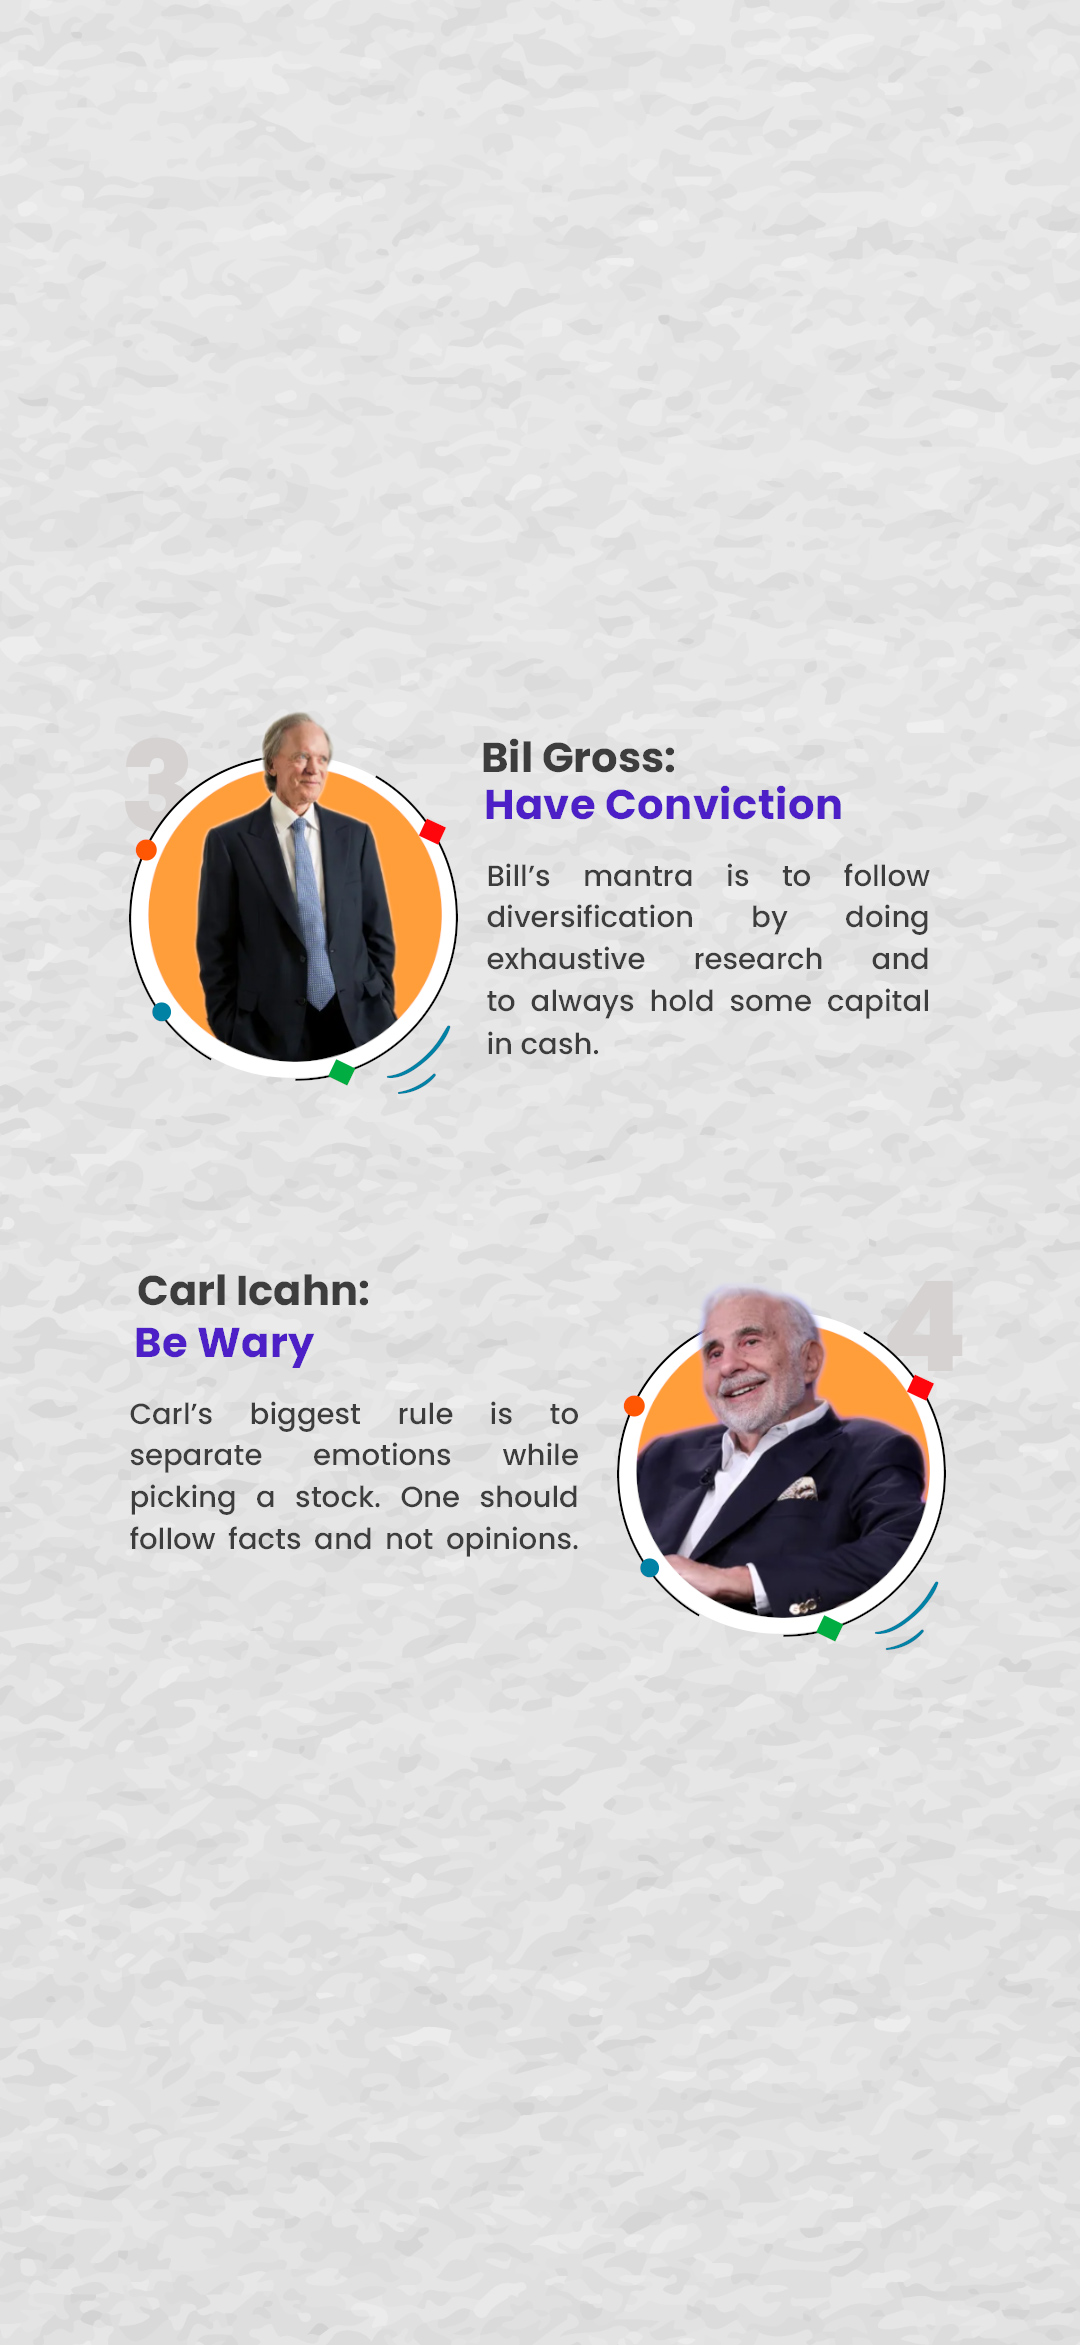 3
Bil Gross:
Have Conviction
Bill’s mantra is to follow
diversification by doing
exhaustive research and
to always hold some capital
in cash.
4
Carl Icahn:
Be Wary
Carl’s biggest rule is to
separate emotions while
picking a stock. One should
follow facts and not opinions.